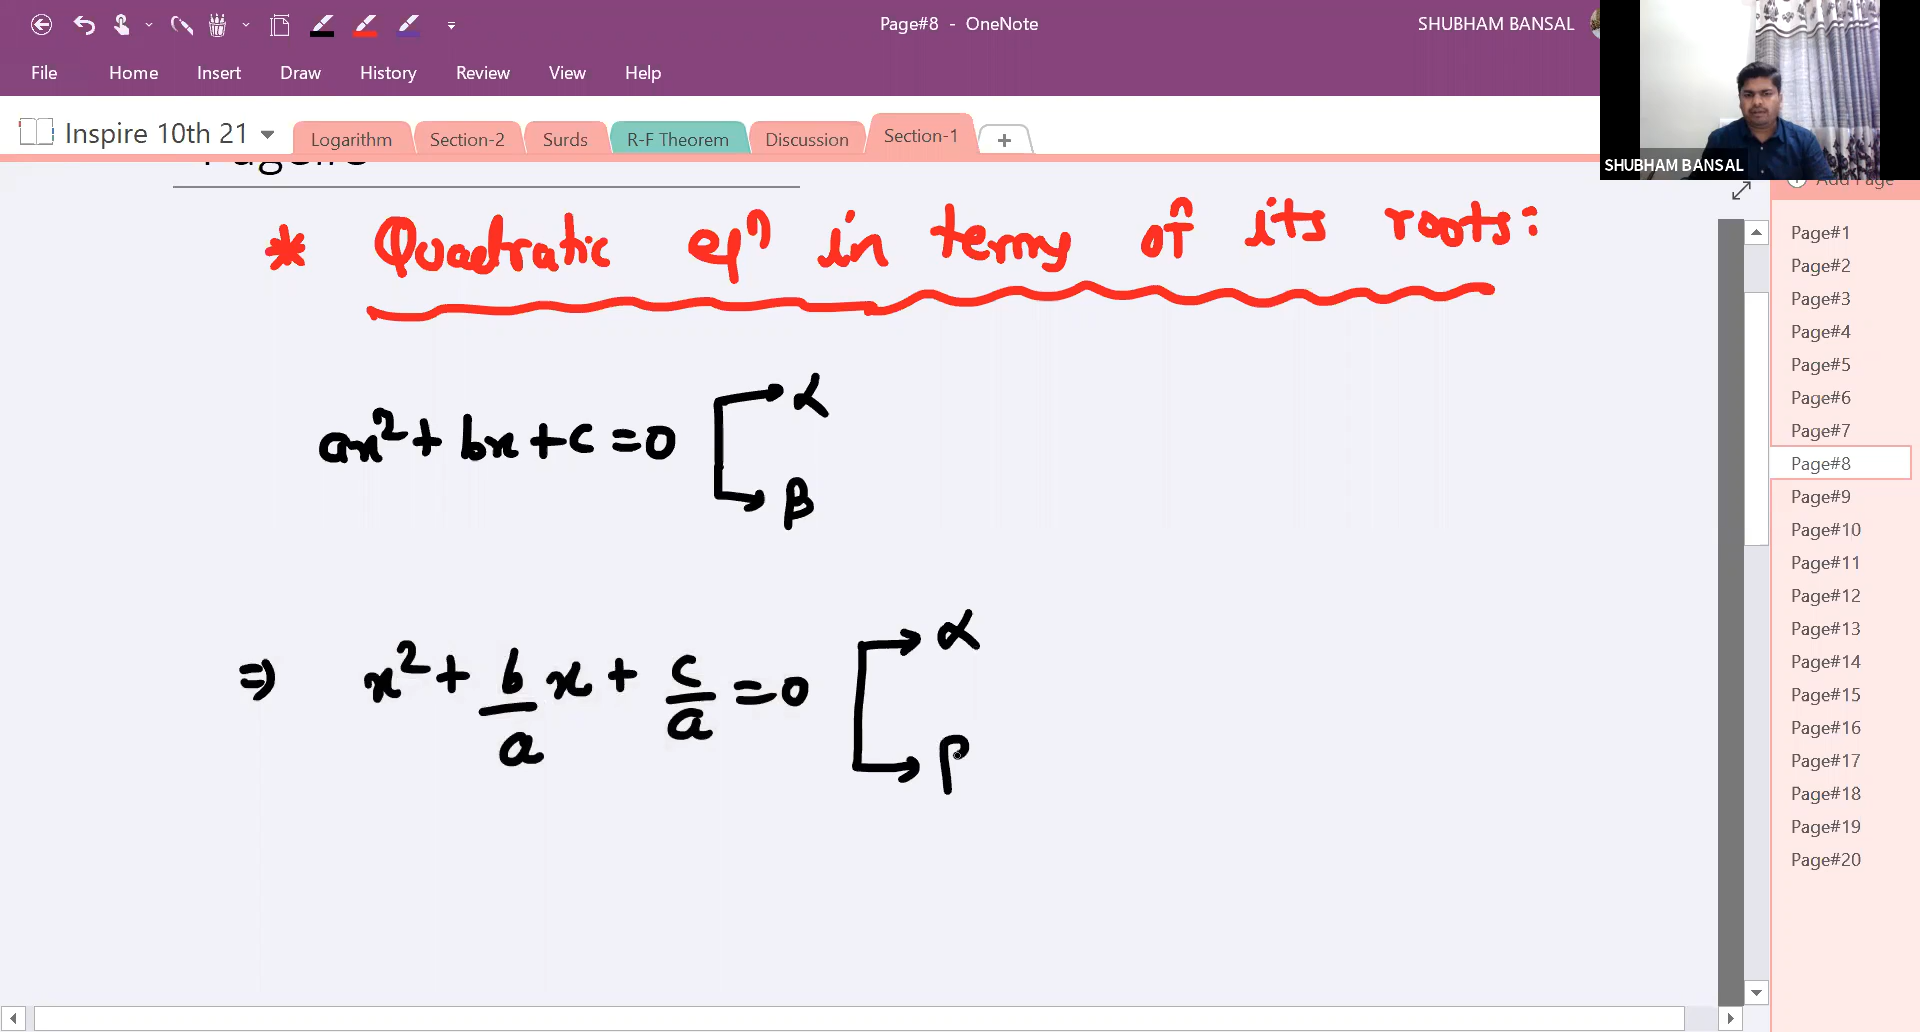 Page#8 - OneNote
SHUBHAM BANSAL
File Home Insert Draw History Review View Help
Inspire 10th 21
Logarithm Section-2 Surds R-F Theorem Discussion Section-1 +
SHUBHAM BANSAL
Add Page
* Quadratic eqⁿ in terms of its roots:
ax² + bx + c = 0
α
β
⇒ x² + b/a x + c/a = 0
α
Page#1
Page#2
Page#3
Page#4
Page#5
Page#6
Page#7
Page#8
Page#9
Page#10
Page#11
Page#12
Page#13
Page#14
Page#15
Page#16
Page#17
Page#18
Page#19
Page#20